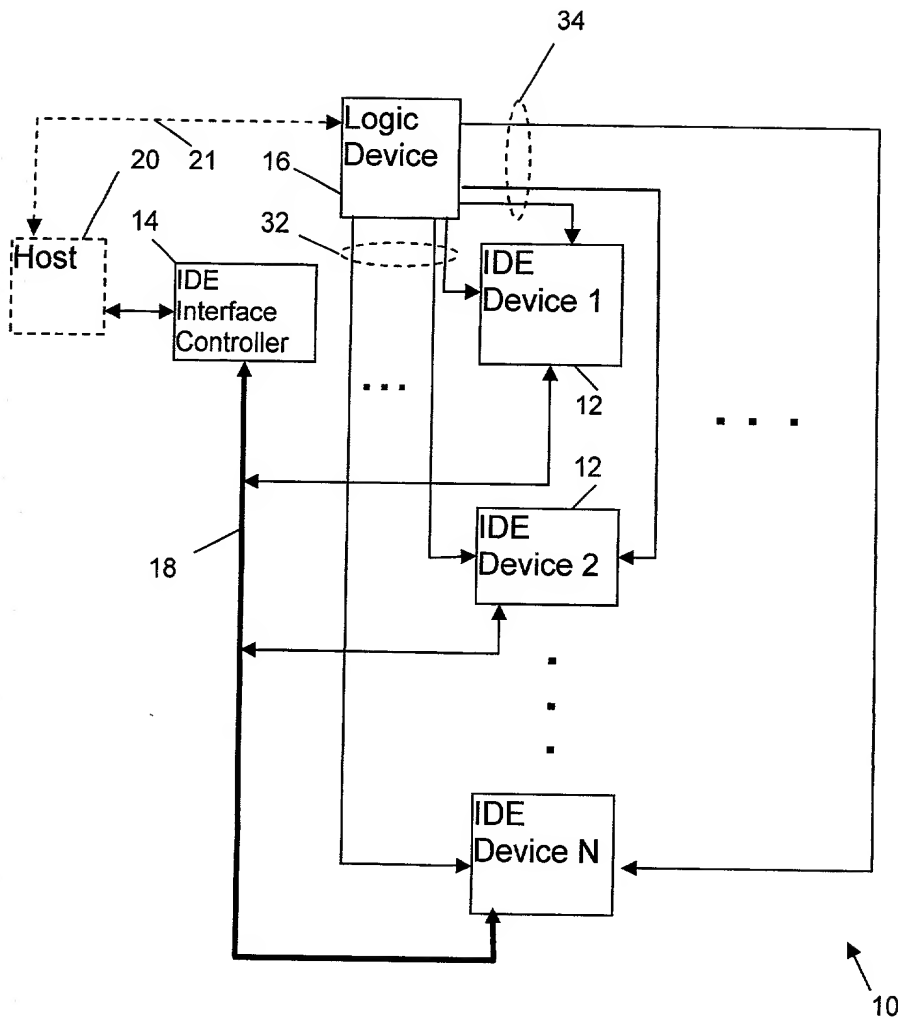 34
Logic
Device
20
21
16
14
32
Host
IDE
Interface
Controller
IDE
Device 1
12
12
IDE
Device 2
18
IDE
Device N
10